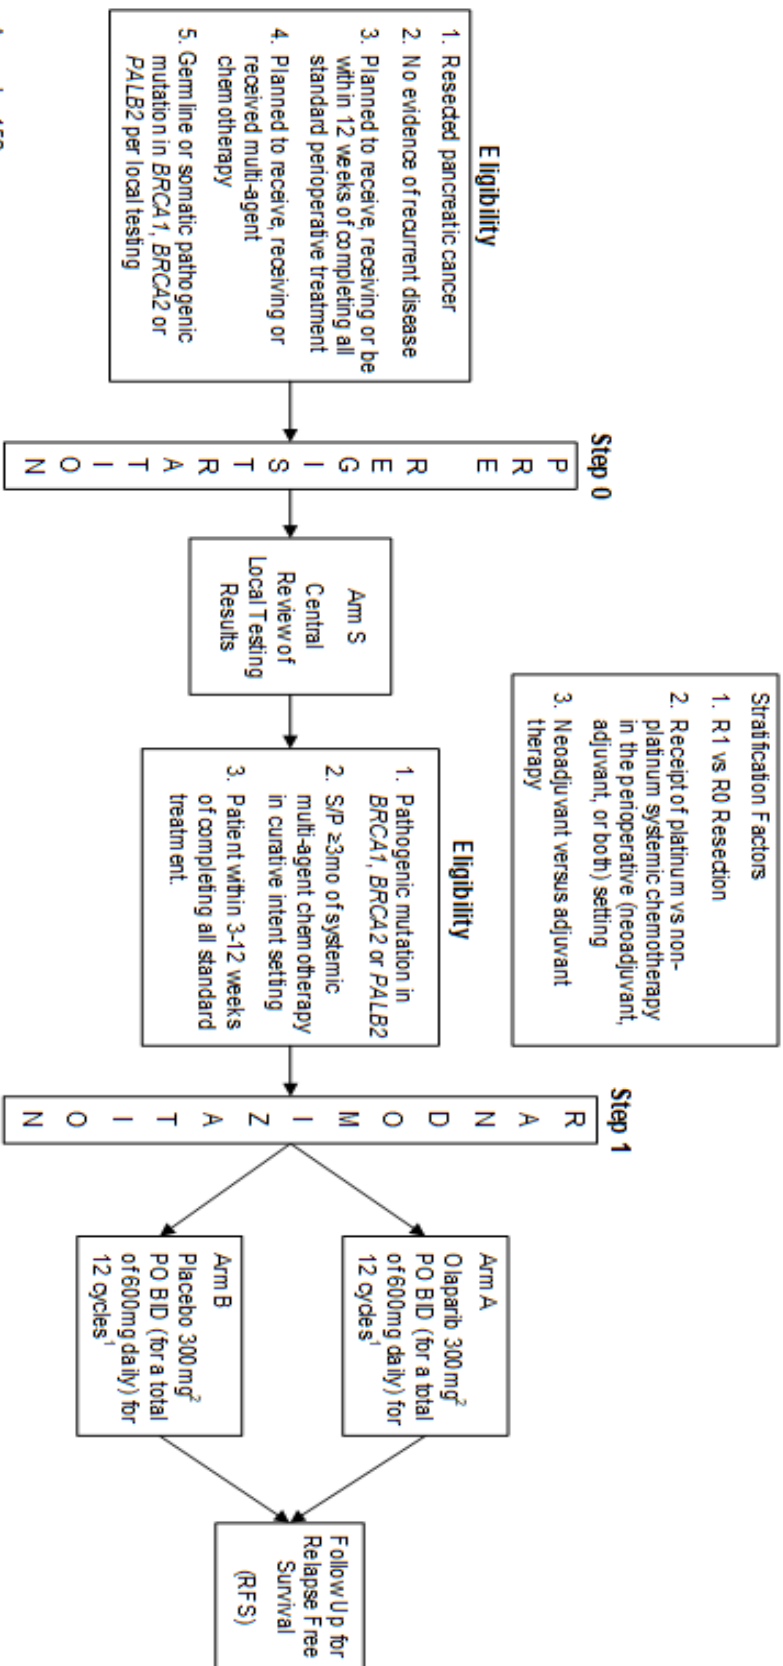 Eligibility
1. Resected pancreatic cancer
2. No evidence of recurrent disease
3. Planned to receive, receiving or be
within 12 weeks of completing all
standard perioperative treatment
4. Planned to receive, receiving or
received multi-agent
chemotherapy
5. Germline or somatic pathogenic
mutation in BRCA1, BRCA2 or
PALB2 per local testing
Step 0
P
R
E
R
E
G
I
S
T
R
A
T
I
O
N
Arm S
Central
Review of
Local Testing
Results
Stratification Factors
1. R1 vs R0 Resection
2. Receipt of platinum vs non-
platinum systemic chemotherapy
in the perioperative (neoadjuvant,
adjuvant, or both) setting
3. Neoadjuvant versus adjuvant
therapy
Eligibility
1. Pathogenic mutation in
BRCA1, BRCA2 or PALB2
2. S/P ≥3mo of systemic
multi-agent chemotherapy
in curative intent setting
3. Patient within 3-12 weeks
of completing all standard
treatment.
Step 1
R
A
N
D
O
M
I
Z
A
T
I
O
N
Arm A
Olaparib 300mg²
PO BID (for a total
of 600mg daily) for
12 cycles¹
Arm B
Placebo 300mg²
PO BID (for a total
of 600mg daily) for
12 cycles¹
Follow Up for
Relapse Free
Survival
(RFS)